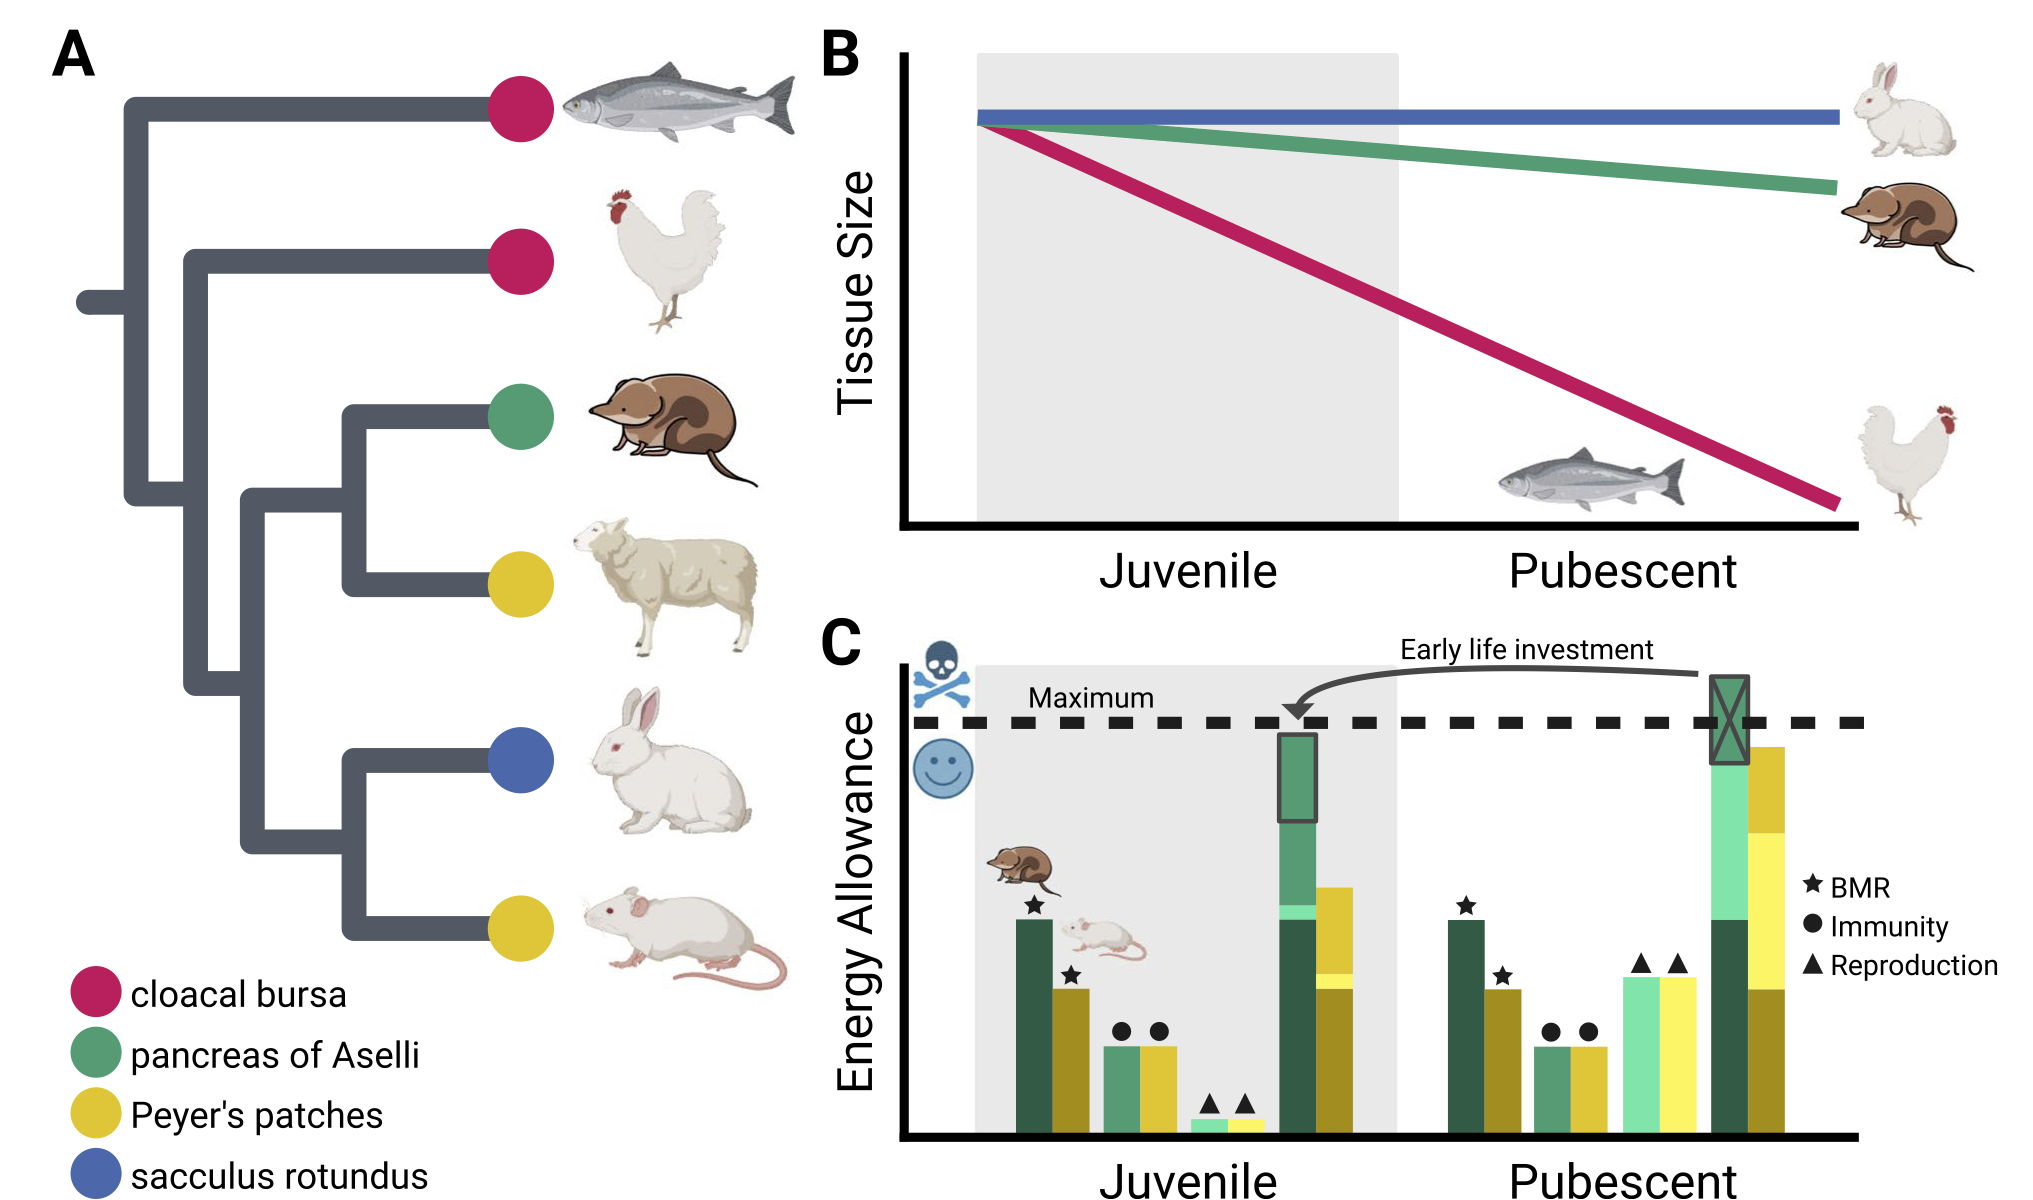 A
cloacal bursa
pancreas of Aselli
Peyer's patches
sacculus rotundus
B
Tissue Size
Juvenile
Pubescent
C
Early life investment
Maximum
Energy Allowance
BMR
Immunity
Reproduction
Juvenile
Pubescent